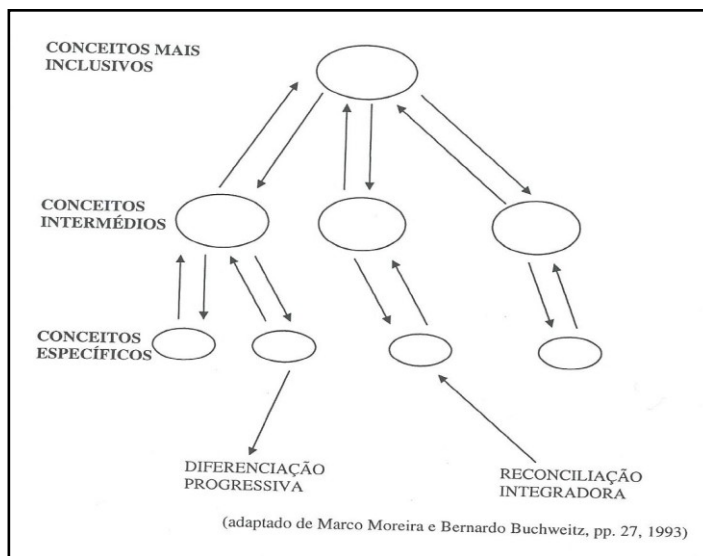 CONCEITOS MAIS
INCLUSIVOS
CONCEITOS
INTERMÉDIOS
CONCEITOS
ESPECÍFICOS
DIFERENCIAÇÃO
PROGRESSIVA
RECONCILIAÇÃO
INTEGRADORA
(adaptado de Marco Moreira e Bernardo Buchweitz, pp. 27, 1993)